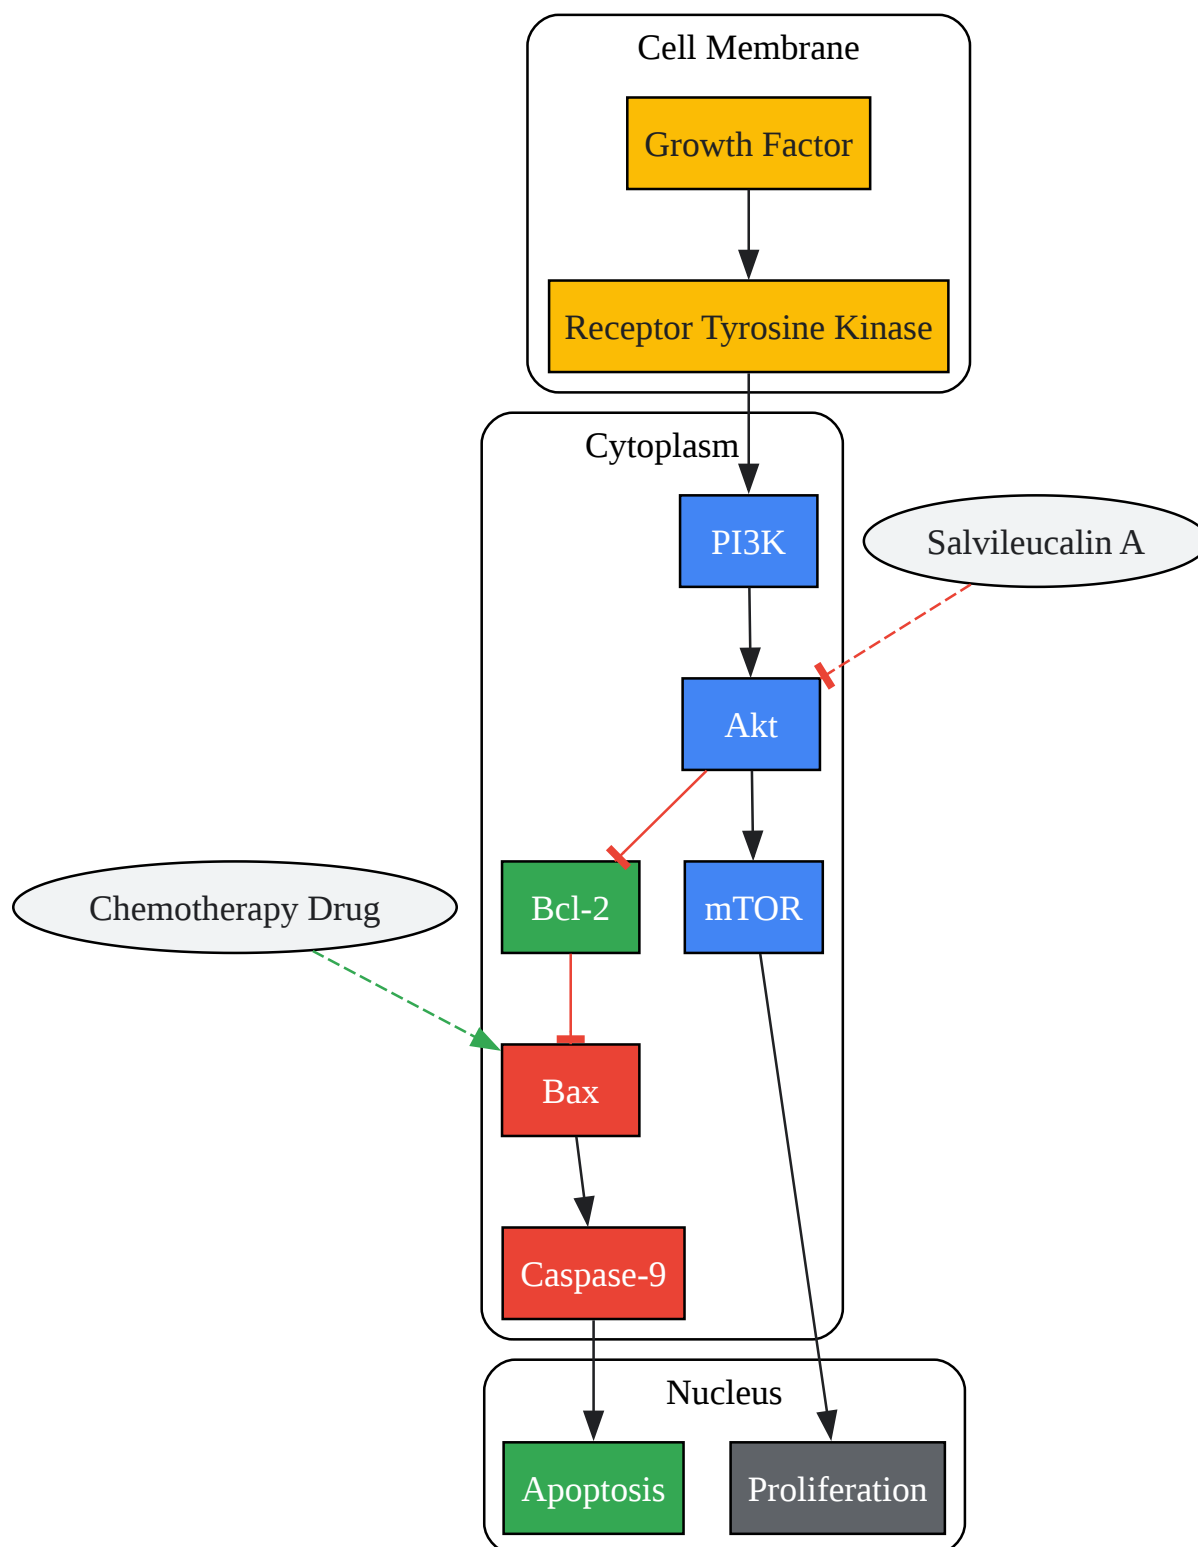 Cell Membrane
Growth Factor
Receptor Tyrosine Kinase
Cytoplasm
PI3K
Salvileucalin A
Akt
Chemotherapy Drug
Bcl-2
mTOR
Bax
Caspase-9
Nucleus
Apoptosis
Proliferation